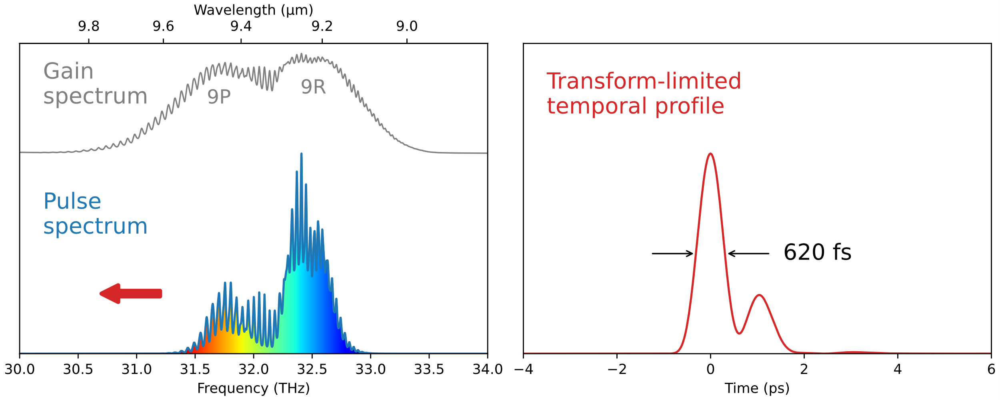 Wavelength (μm)
9.8 9.6 9.4 9.2 9.0
Gain
spectrum
9P
9R
Pulse
spectrum
30.0 30.5 31.0 31.5 32.0 32.5 33.0 33.5 34.0
Frequency (THz)
Transform-limited
temporal profile
620 fs
−4 −2 0 2 4 6
Time (ps)